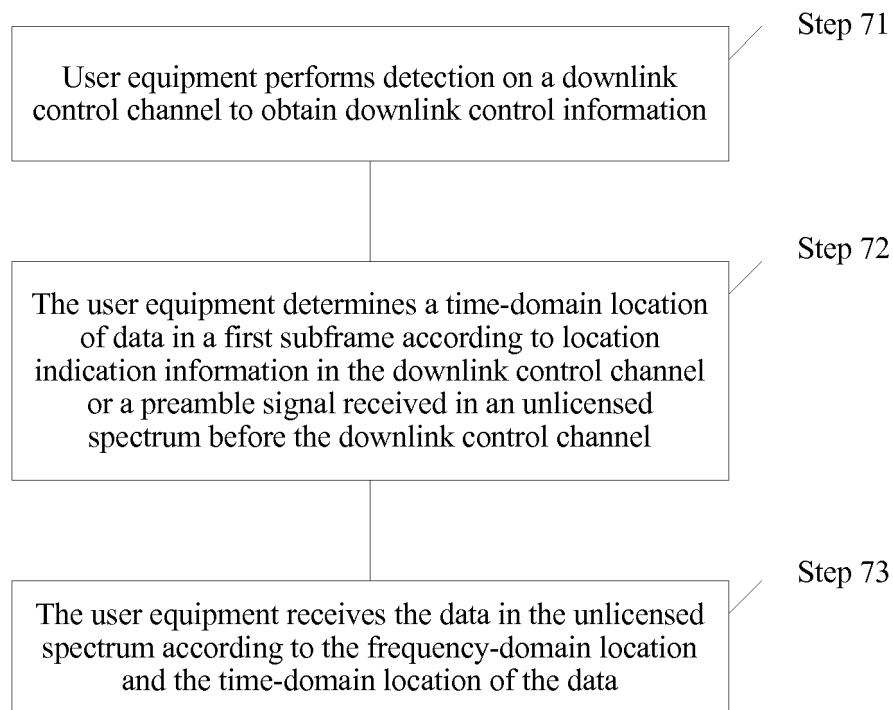 Step 71
User equipment performs detection on a downlink
control channel to obtain downlink control information
Step 72
The user equipment determines a time-domain location
of data in a first subframe according to location
indication information in the downlink control channel
or a preamble signal received in an unlicensed
spectrum before the downlink control channel
Step 73
The user equipment receives the data in the unlicensed
spectrum according to the frequency-domain location
and the time-domain location of the data